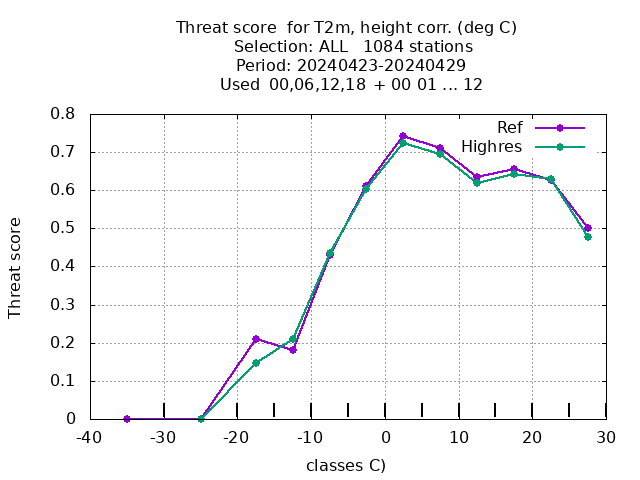 Threat score  for T2m, height corr. (deg C)
Selection: ALL   1084 stations
Period: 20240423-20240429
Used  00,06,12,18  + 00 01 ... 12
Ref
Highres
Threat score
0.8
0.7
0.6
0.5
0.4
0.3
0.2
0.1
0
-40 -30 -20 -10 0 10 20 30
classes C)